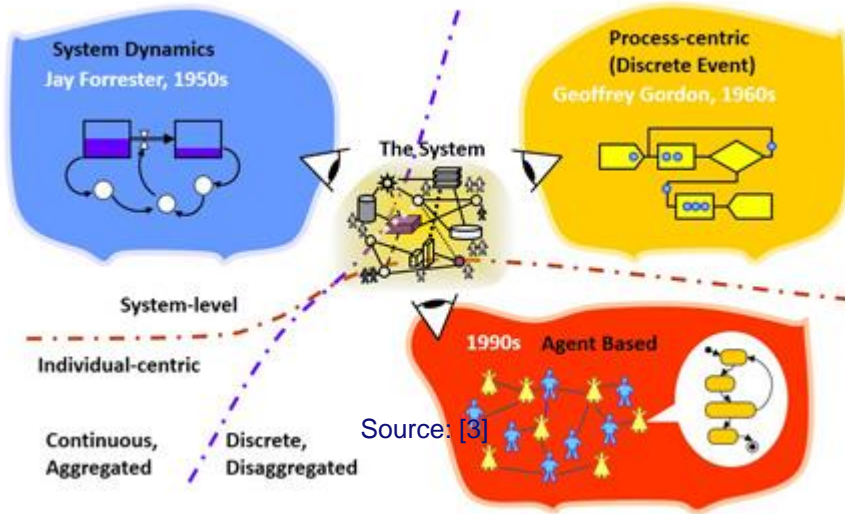 System Dynamics
Jay Forrester, 1950s
Process-centric
(Discrete Event)
Geoffrey Gordon, 1960s
The System
System-level
Individual-centric
1990s Agent Based
Source: [3]
Continuous, Discrete,
Aggregated Disaggregated